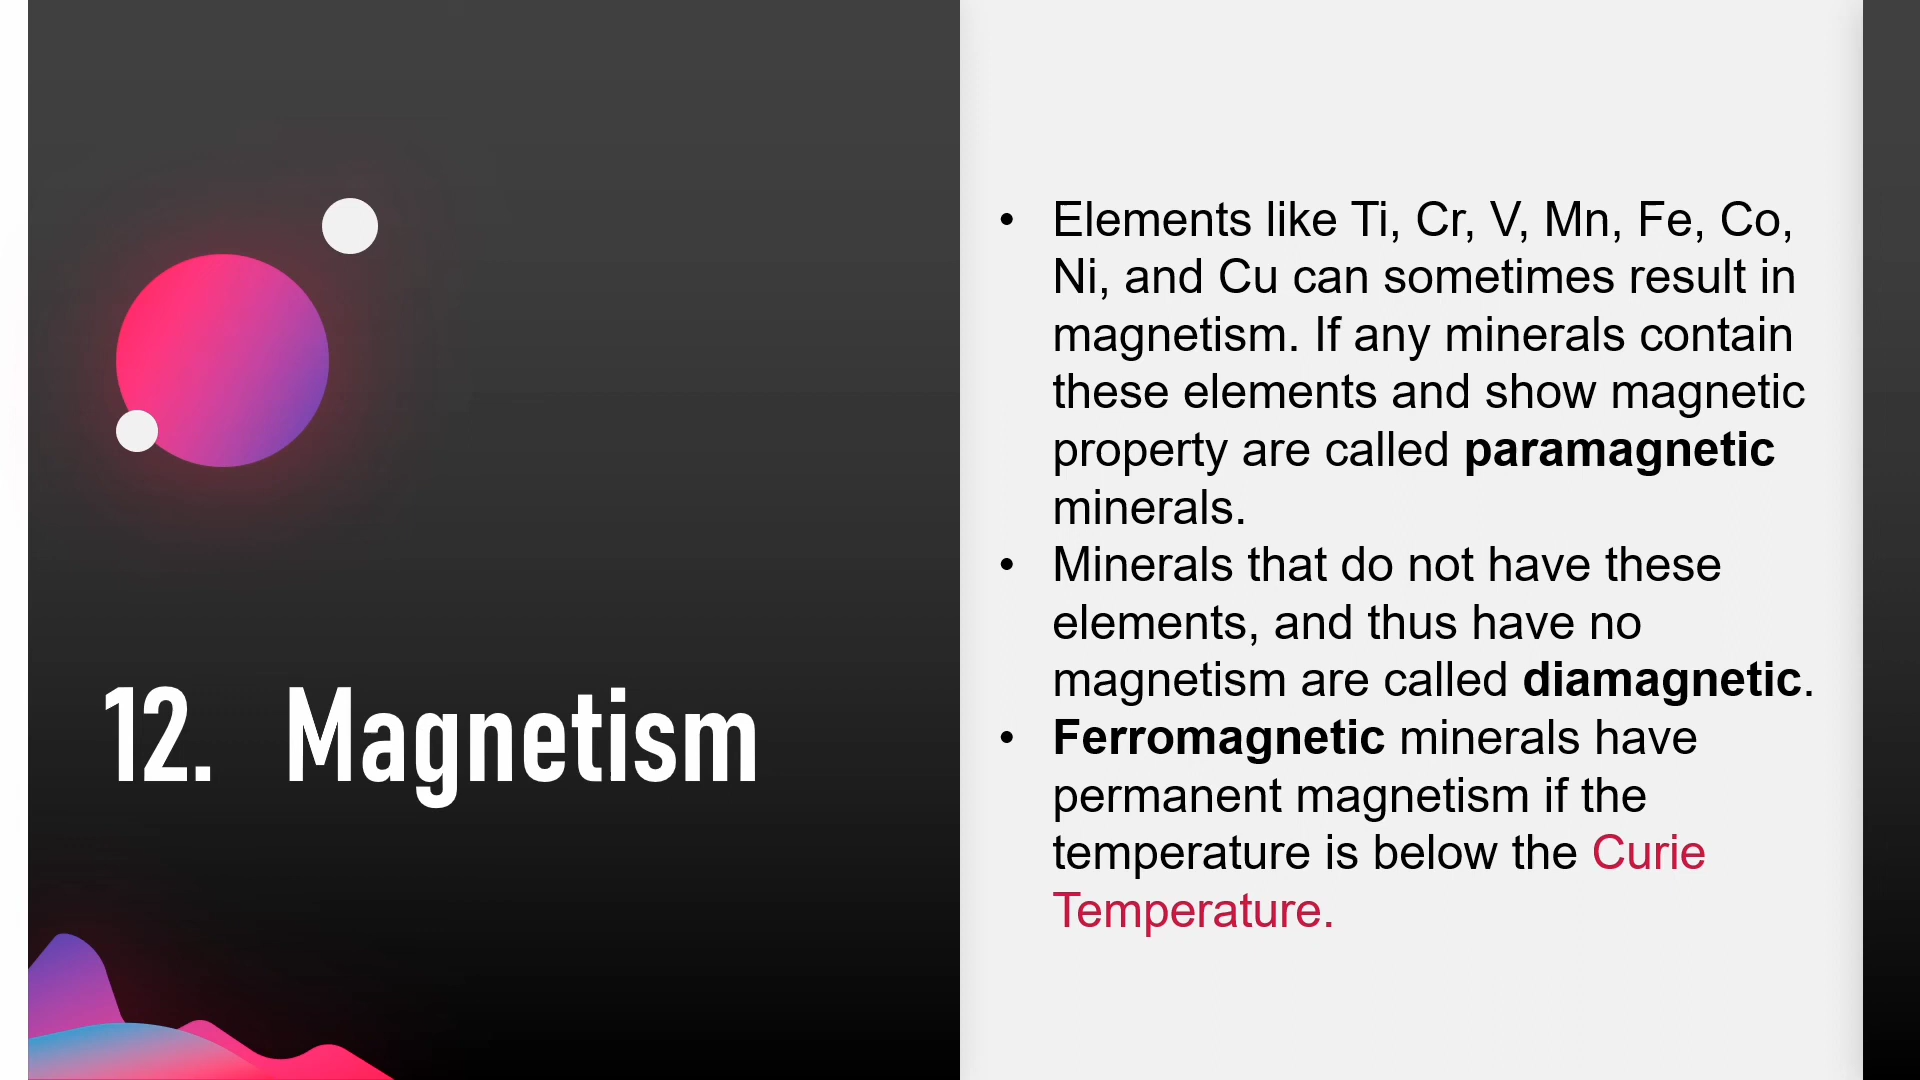 12. Magnetism
• Elements like Ti, Cr, V, Mn, Fe, Co,
Ni, and Cu can sometimes result in
magnetism. If any minerals contain
these elements and show magnetic
property are called paramagnetic
minerals.
• Minerals that do not have these
elements, and thus have no
magnetism are called diamagnetic.
• Ferromagnetic minerals have
permanent magnetism if the
temperature is below the Curie
Temperature.